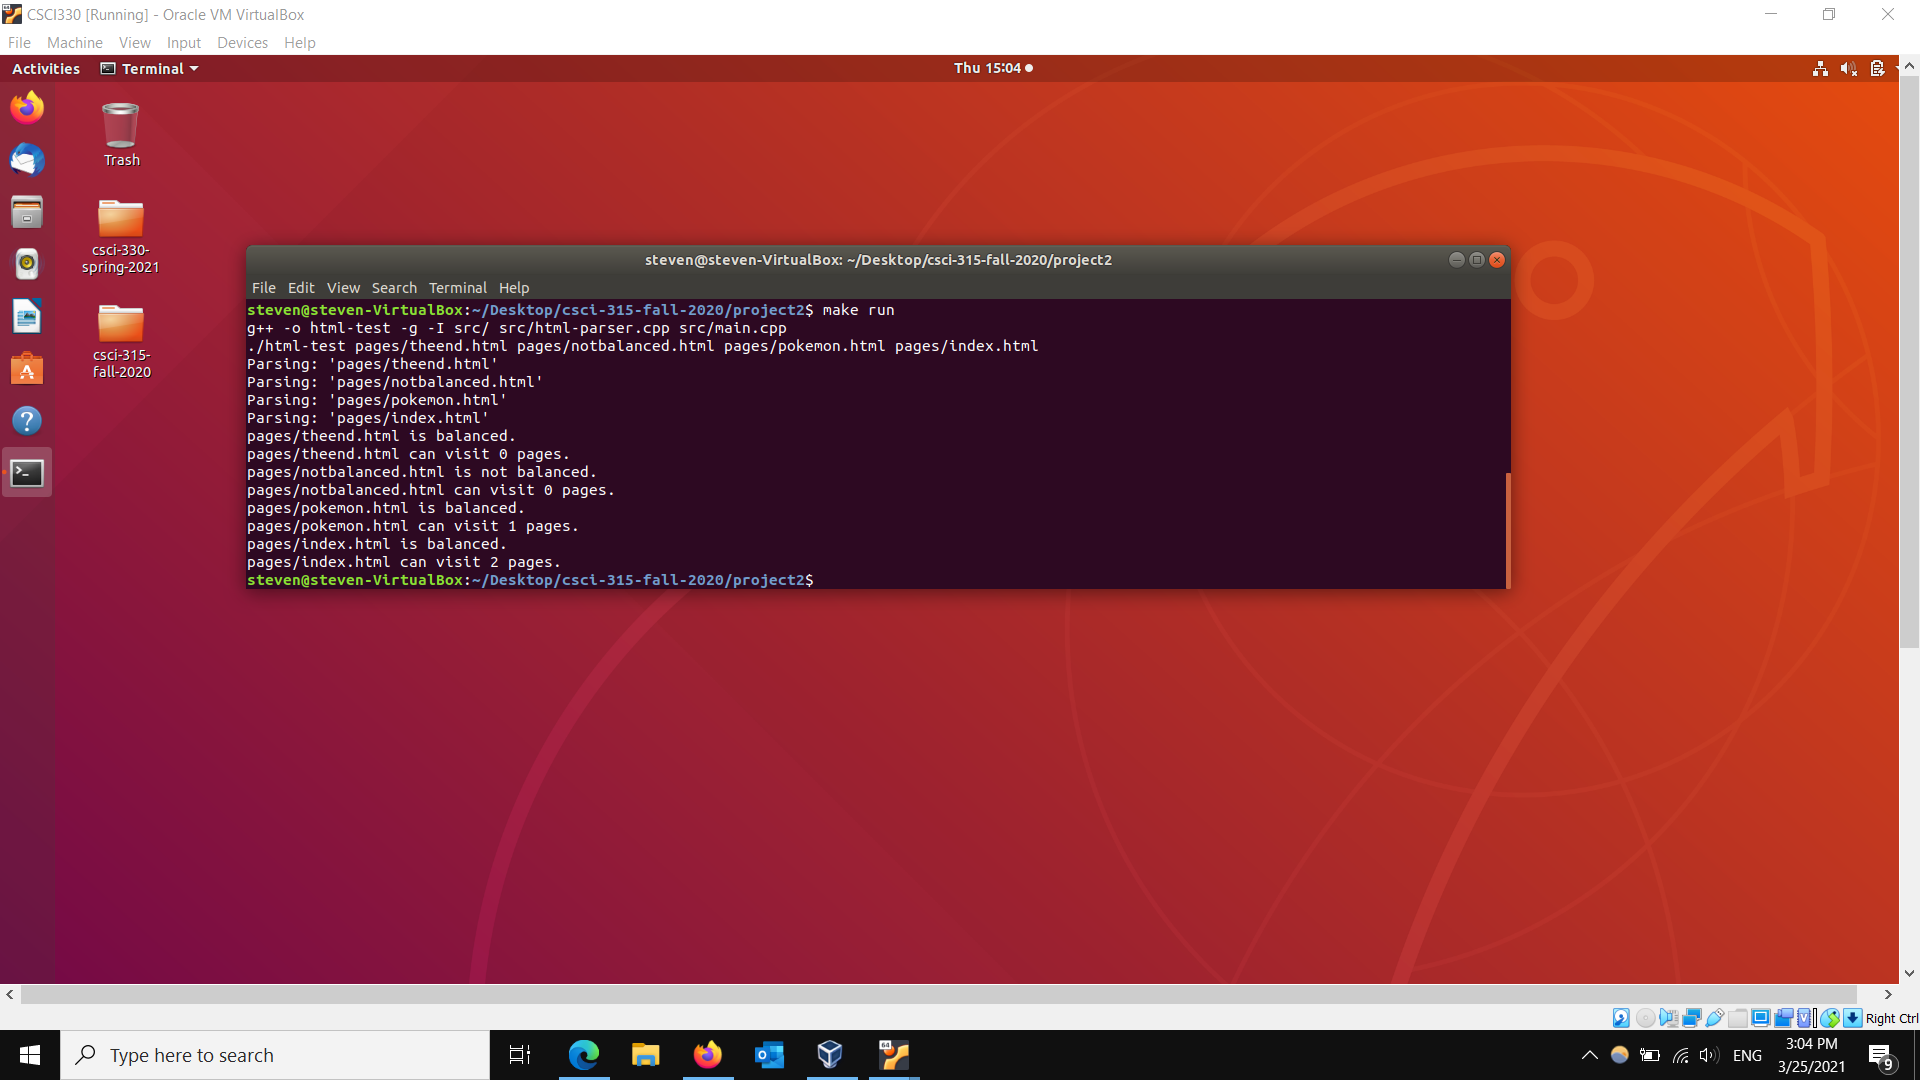 CSCI330 [Running] - Oracle VM VirtualBox
File Machine View Input Devices Help
Activities Terminal Thu 15:04
Trash
csci-330-
spring-2021
csci-315-
fall-2020
steven@steven-VirtualBox: ~/Desktop/csci-315-fall-2020/project2
File Edit View Search Terminal Help
steven@steven-VirtualBox:~/Desktop/csci-315-fall-2020/project2$ make run
g++ -o html-test -g -I src/ src/html-parser.cpp src/main.cpp
./html-test pages/theend.html pages/notbalanced.html pages/pokemon.html pages/index.html
Parsing: 'pages/theend.html'
Parsing: 'pages/notbalanced.html'
Parsing: 'pages/pokemon.html'
Parsing: 'pages/index.html'
pages/theend.html is balanced.
pages/theend.html can visit 0 pages.
pages/notbalanced.html is not balanced.
pages/notbalanced.html can visit 0 pages.
pages/pokemon.html is balanced.
pages/pokemon.html can visit 1 pages.
pages/index.html is balanced.
pages/index.html can visit 2 pages.
steven@steven-VirtualBox:~/Desktop/csci-315-fall-2020/project2$
Right Ctrl
Type here to search
64
ENG
3:04 PM
3/25/2021
9